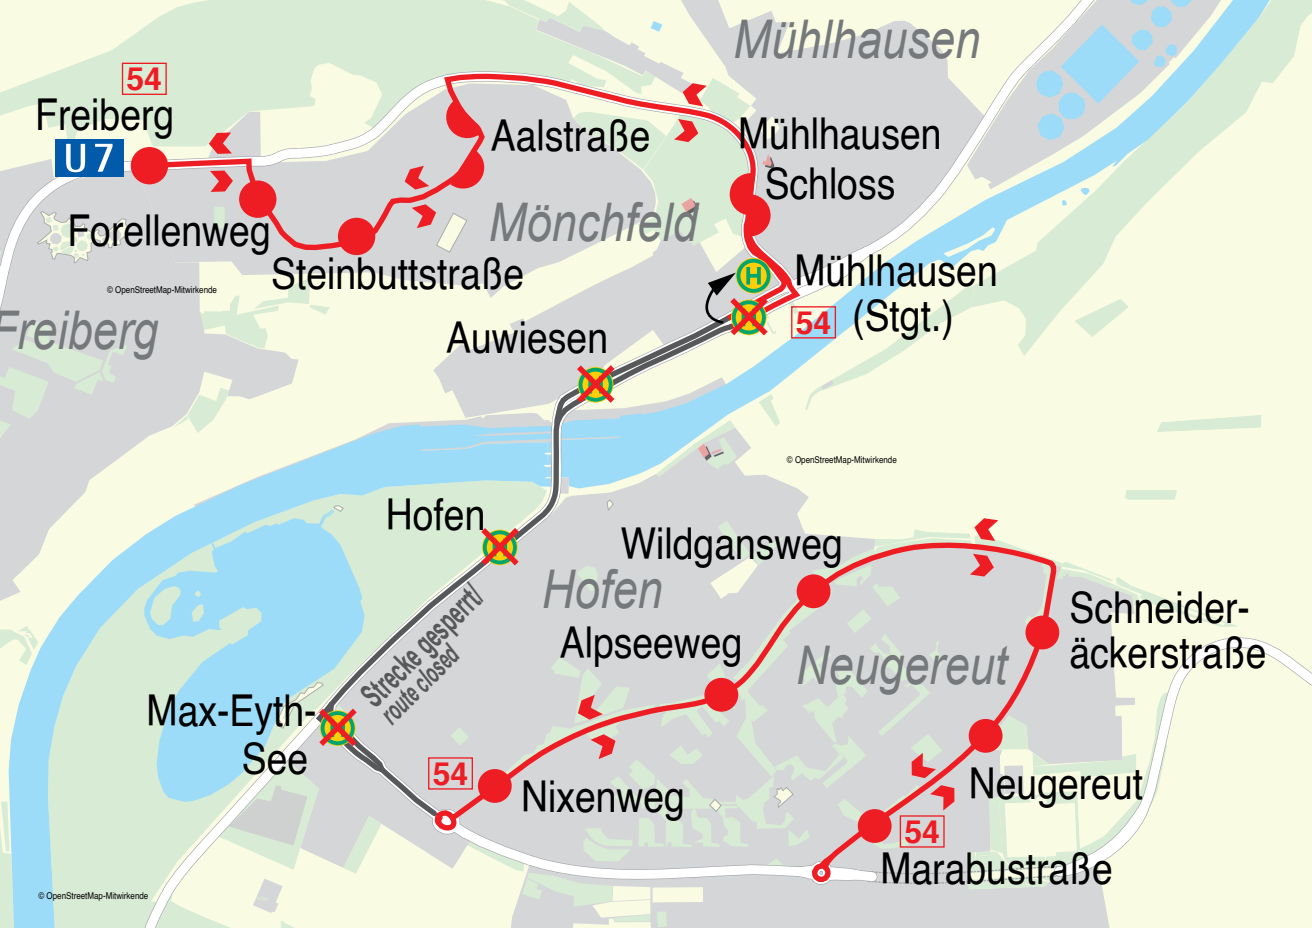 Mühlhausen
54
Freiberg
U7
Aalstraße
Mühlhausen
Schloss
Mönchfeld
Forellenweg
Steinbuttstraße
H
Mühlhausen
(Stgt.)
54
© OpenStreetMap-Mitwirkende
Freiberg
Auwiesen
© OpenStreetMap-Mitwirkende
Hofen
Wildgansweg
Hofen
Strecke gesperrt/
route closed
Alpseeweg
Schneider-
äckerstraße
Neugereut
Max-Eyth-
See
54
Nixenweg
Neugereut
54
Marabustraße
© OpenStreetMap-Mitwirkende